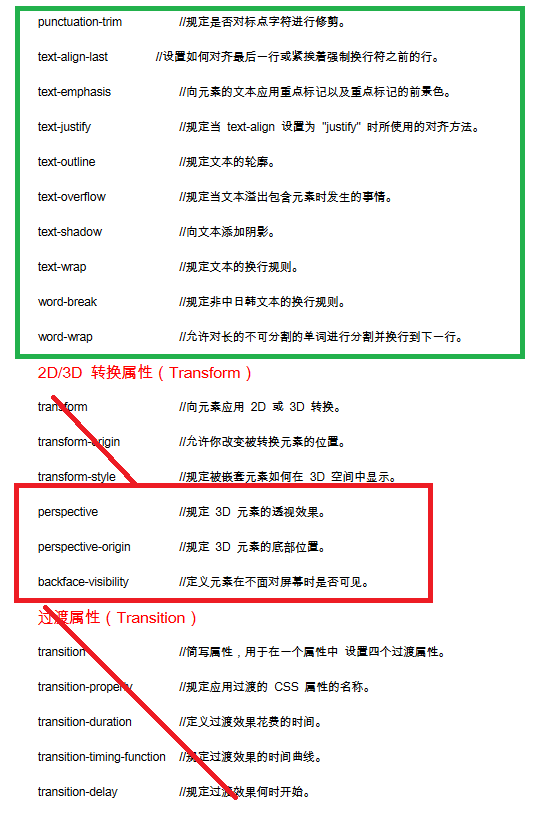 punctuation-trim //规定是否对标点字符进行修剪。
text-align-last //设置如何对齐最后一行或紧挨着强制换行符之前的行。
text-emphasis //向元素的文本应用重点标记以及重点标记的前景色。
text-justify //规定当 text-align 设置为 "justify" 时所使用的对齐方法。
text-outline //规定文本的轮廓。
text-overflow //规定当文本溢出包含元素时发生的事情。
text-shadow //向文本添加阴影。
text-wrap //规定文本的换行规则。
word-break //规定非中日韩文本的换行规则。
word-wrap //允许对长的不可分割的单词进行分割并换行到下一行。
2D/3D 转换属性（Transform）
transform //向元素应用 2D 或 3D 转换。
transform-origin //允许你改变被转换元素的位置。
transform-style //规定被嵌套元素如何在 3D 空间中显示。
perspective //规定 3D 元素的透视效果。
perspective-origin //规定 3D 元素的底部位置。
backface-visibility //定义元素在不面对屏幕时是否可见。
过渡属性（Transition）
transition //简写属性，用于在一个属性中 设置四个过渡属性。
transition-property //规定应用过渡的 CSS 属性的名称。
transition-duration //定义过渡效果花费的时间。
transition-timing-function //规定过渡效果的时间曲线。
transition-delay //规定过渡效果何时开始。